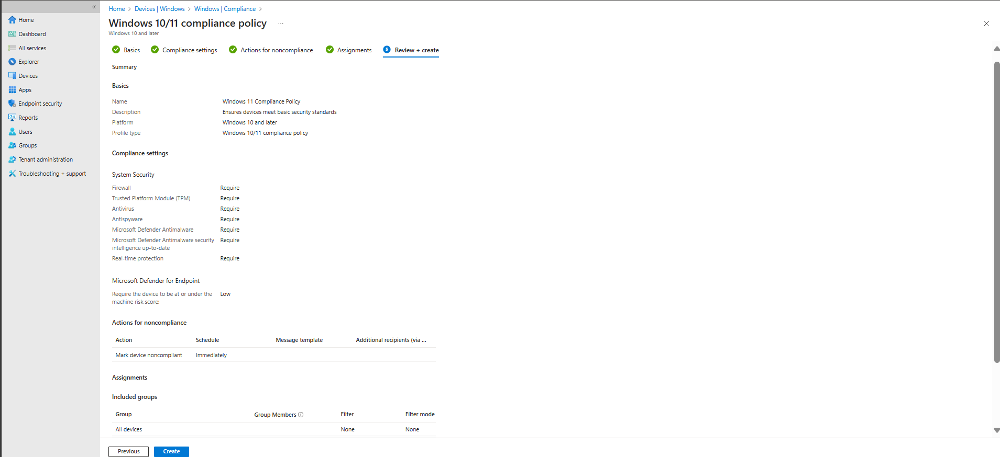 «
Home
Dashboard
All services
Explorer
Devices
Apps
Endpoint security
Reports
Users
Groups
Tenant administration
Troubleshooting + support
Home > Devices | Windows > Windows | Compliance >
Windows 10/11 compliance policy ...
Windows 10 and later
Basics Compliance settings Actions for noncompliance Assignments 5 Review + create
Summary
Basics
Name Windows 11 Compliance Policy
Description Ensures devices meet basic security standards
Platform Windows 10 and later
Profile type Windows 10/11 compliance policy
Compliance settings
System Security
Firewall Require
Trusted Platform Module (TPM) Require
Antivirus Require
Antispyware Require
Microsoft Defender Antimalware Require
Microsoft Defender Antimalware security Require
intelligence up-to-date
Real-time protection Require
Microsoft Defender for Endpoint
Require the device to be at or under the Low
machine risk score:
Actions for noncompliance
Action Schedule Message template Additional recipients (via ...
Mark device noncompliant Immediately
Assignments
Included groups
Group Group Members Filter Filter mode
All devices None None
Previous Create